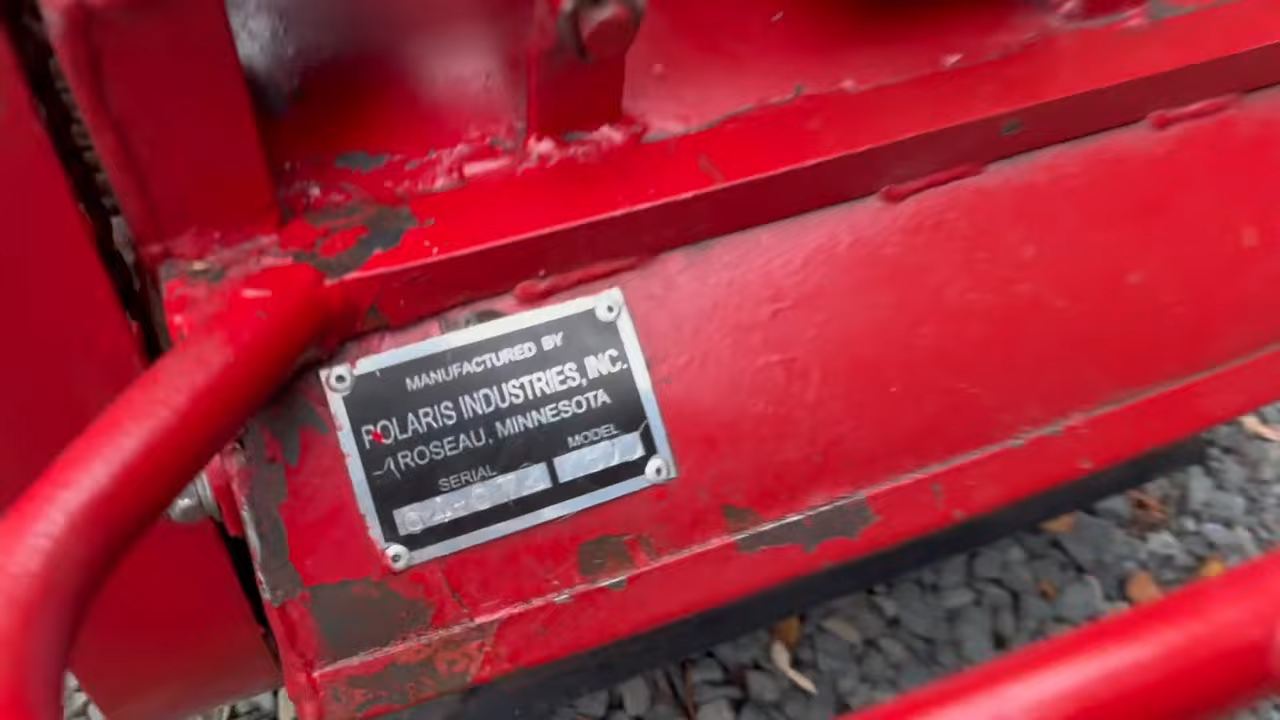 MANUFACTURED BY
POLARIS INDUSTRIES, INC.
ROSEAU, MINNESOTA
SERIAL
MODEL